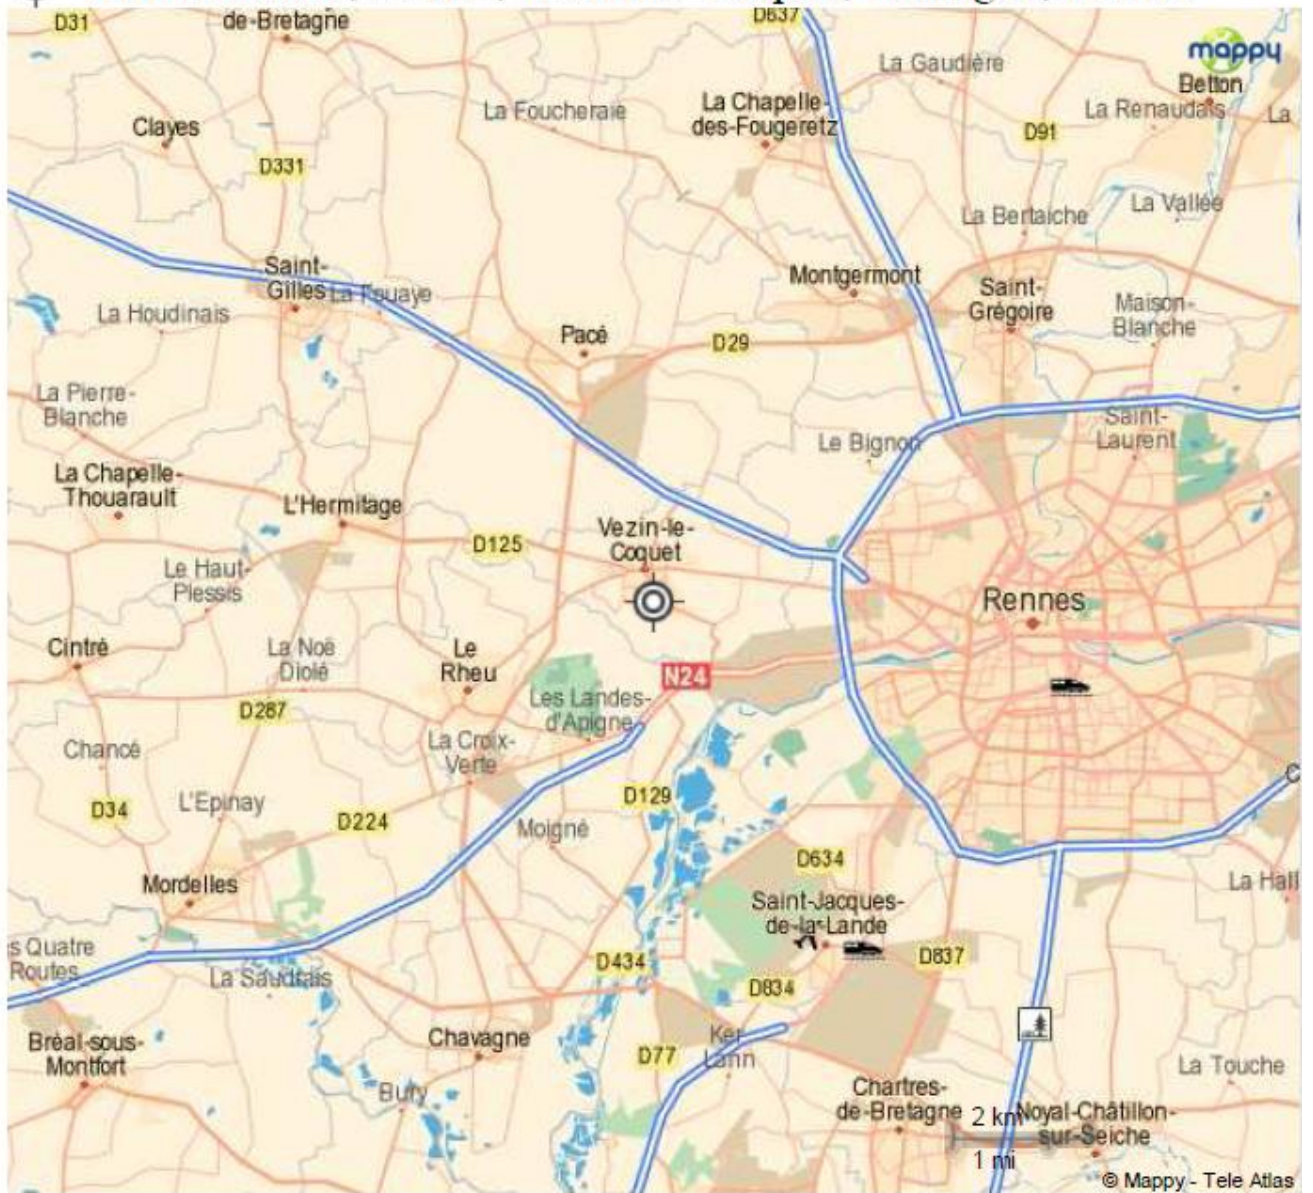 D31
de-Bretagne
D637
La Gaudière
mappy
Betton
La Renaudais
La
La Foucheraie
La Chapelle-
des-Fougeretz
D91
Clayes
D331
La Bertaiche
La Vallée
Saint-
Gilles
La Fouaye
Montgermont
Saint-
Grégoire
Maison-
Blanche
La Houdinais
Pacé
D29
La Pierre-
Blanche
Le Bignon
Saint-
Laurent
La Chapelle-
Thouarault
L'Hermitage
D125
Vezin-le-
Coquet
Le Haut-
Plessis
Rennes
Cintré
La Noë
Diolé
Le
Rheu
N24
Les Landes-
d'Apigne
D287
Chancé
La Croix-
Verte
D34
L'Epinay
D224
Moigné
D129
D634
Mordelles
Saint-Jacques-
de-la-Lande
La Hall
s Quatre
Routes
La Saudrais
D434
D834
D837
Bréal-sous-
Montfort
Chavagne
D77
Ker
Lann
La Touche
Bury
Chartres-
de-Bretagne
2 km
Noyal-Châtillon-
sur-Seiche
1 mi
© Mappy - Tele Atlas